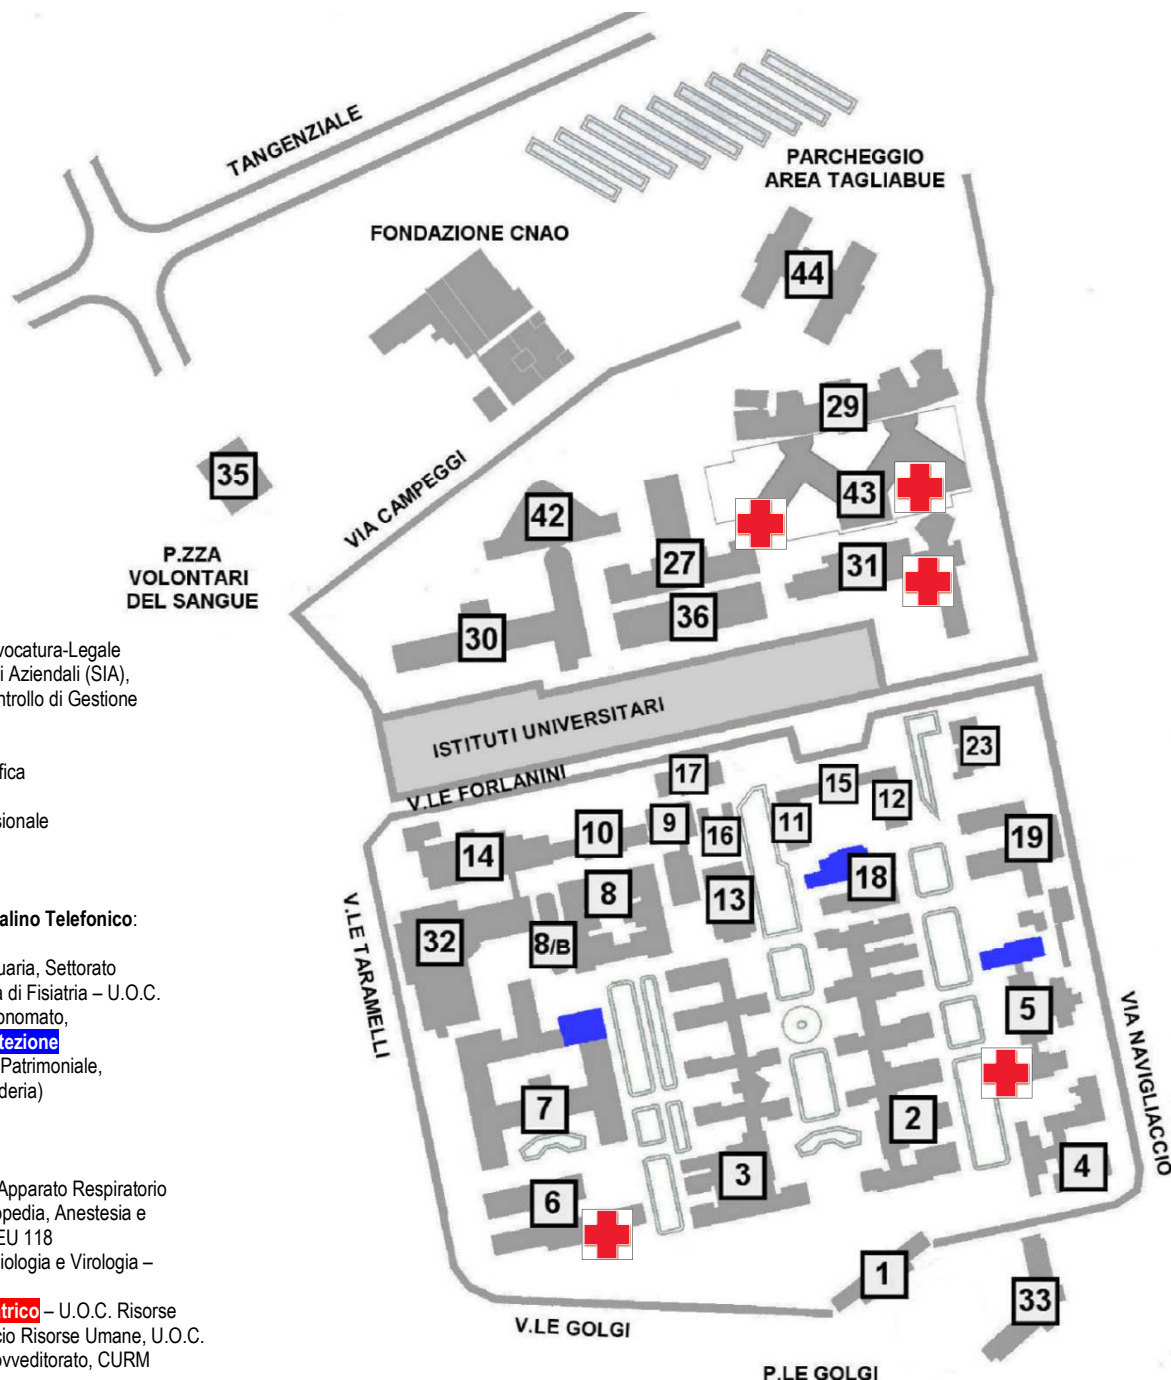 TANGENZIALE
PARCHEGGIO
AREA TAGLIABUE
FONDAZIONE CNAO
44
29
35
43
VIA CAMPEGGI
42
P.ZZA
VOLONTARI
DEL SANGUE
27
31
36
30
vocatura-Legale
i Aziendali (SIA),
ntrollo di Gestione
ISTITUTI UNIVERSITARI
23
fica
17
V.LE FORLANINI
15
12
sionale
9
11
10
16
19
14
8
18
13
alino Telefonico:
V.LE TARAMELLI
32
8/B
uaria, Settorato
a di Fisiatria – U.O.C.
onomato,
tezione
Patrimoniale,
deria)
5
VIA NAVIGLIACCIO
7
2
4
3
Apparato Respiratorio
opedia, Anestesia e
EU 118
iologia e Virologia –
6
atrico – U.O.C. Risorse
cio Risorse Umane, U.O.C.
ovveditorato, CURM
1
33
V.LE GOLGI
P.LE GOLGI